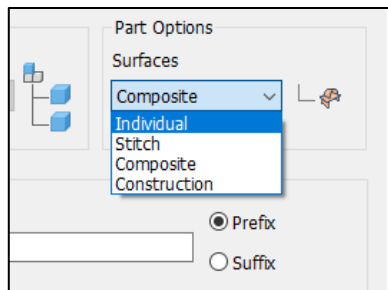 Part Options
Surfaces
Composite
Individual
Stitch
Composite
Construction
Prefix
Suffix